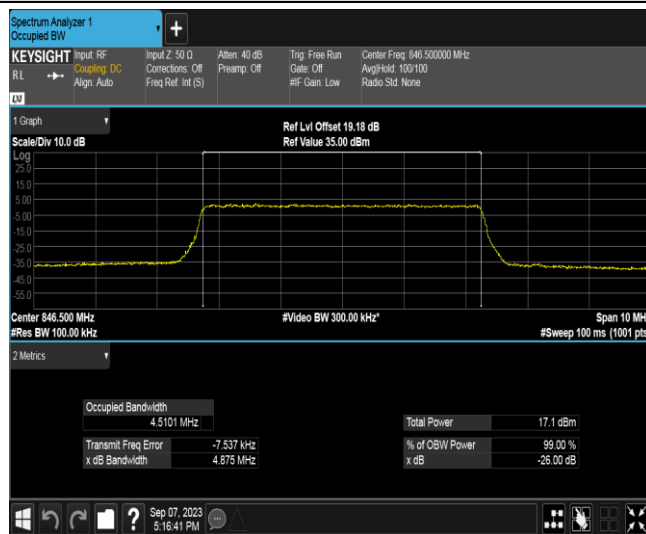 Spectrum Analyzer 1
Occupied BW
KEYSIGHT Input: RF Input Z: 50 Ω Atten: 40 dB Trig: Free Run Center Freq: 846.500000 MHz
RL Coupling: DC Corrections: Off Preamp: Off Gate: Off Avg|Hold: 100/100
Align: Auto Freq Ref: Int (S) #IF Gain: Low Radio Std: None
LXI
1 Graph
Ref Lvl Offset 19.18 dB
Scale/Div 10.0 dB Ref Value 35.00 dBm
Log
25.0
15.0
5.00
-5.00
-15.0
-25.0
-35.0
-45.0
-55.0
Center 846.500 MHz #Video BW 300.00 kHz* Span 10 MH
#Res BW 100.00 kHz #Sweep 100 ms (1001 pts
2 Metrics
Occupied Bandwidth
4.5101 MHz Total Power 17.1 dBm
Transmit Freq Error -7.537 kHz % of OBW Power 99.00 %
x dB Bandwidth 4.875 MHz x dB -26.00 dB
? Sep 07, 2023
5:16:41 PM